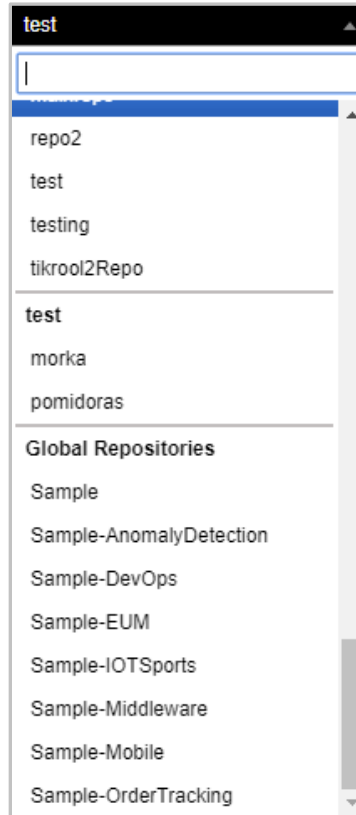 test
repo2
test
testing
tikrool2Repo
test
morka
pomidoras
Global Repositories
Sample
Sample-AnomalyDetection
Sample-DevOps
Sample-EUM
Sample-IOTSports
Sample-Middleware
Sample-Mobile
Sample-OrderTracking